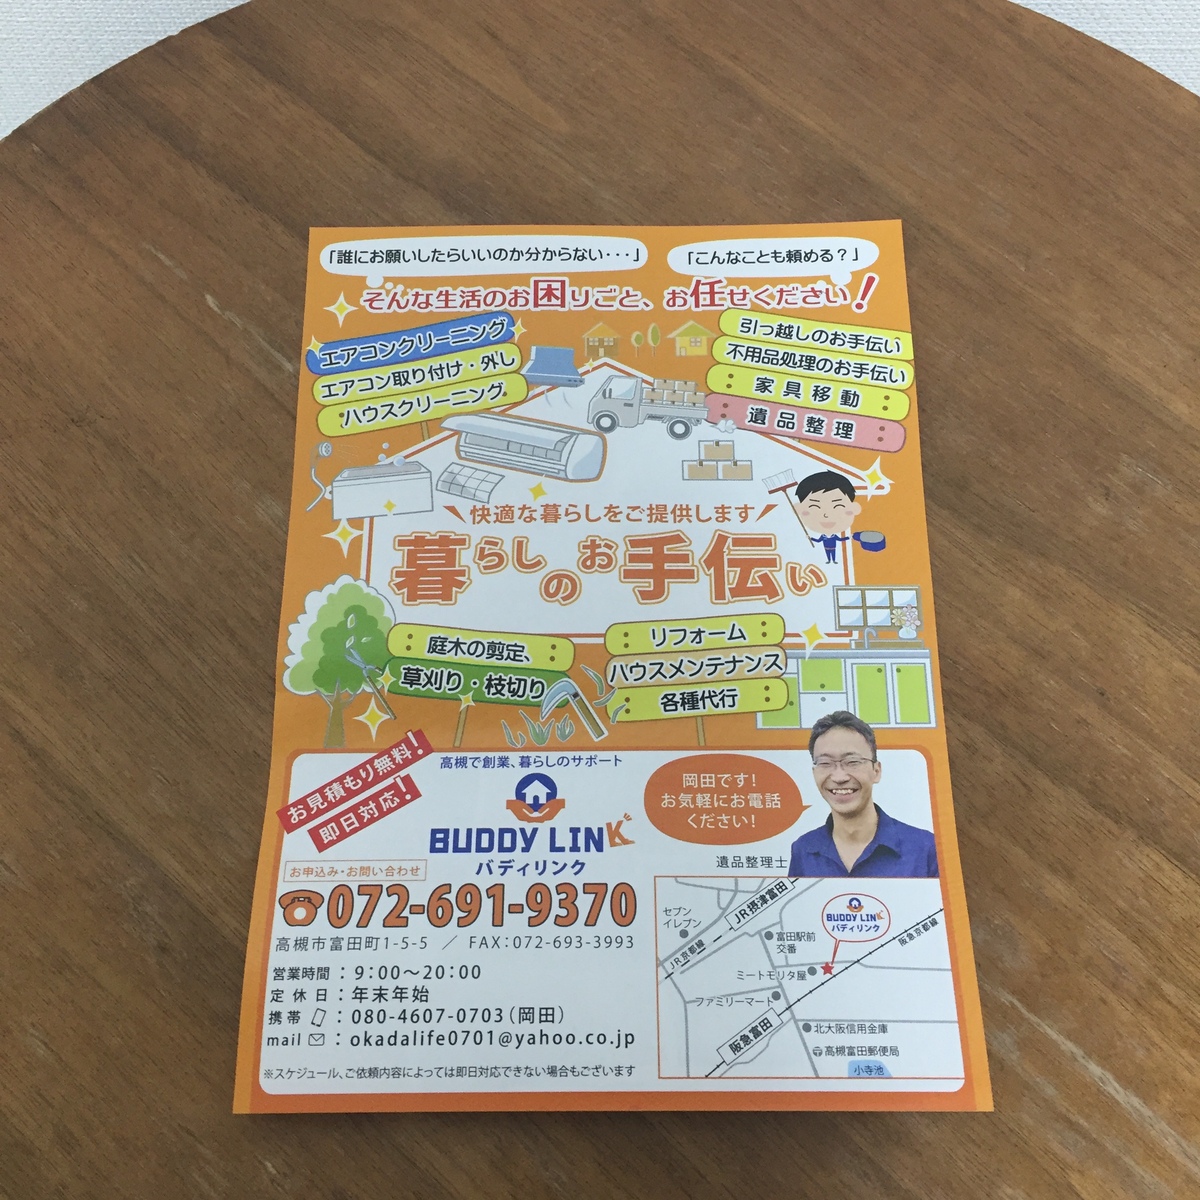 「誰にお願いしたらいいのか分からない･･･」
「こんなことも頼める？」
そんな生活のお困りごと、お任せください！
エアコンクリーニング
エアコン取り付け・外し
ハウスクリーニング
引っ越しのお手伝い
不用品処理のお手伝い
家具移動
遺品整理
快適な暮らしをご提供します
暮らしのお手伝い
庭木の剪定、
草刈り・枝切り
リフォーム
ハウスメンテナンス
各種代行
お見積もり無料！
即日対応！
高槻で創業、暮らしのサポート
BUDDY LINK
バディリンク
岡田です！
お気軽にお電話
ください！
遺品整理士
お申込み・お問い合わせ
072-691-9370
高槻市富田町1-5-5 ／ FAX:072-693-3993
営業時間：9:00〜20:00
定休日：年末年始
携帯：080-4607-0703（岡田）
mail：okadalife0701@yahoo.co.jp
※スケジュール、ご依頼内容によっては即日対応できない場合もございます
セブン
イレブン
JR摂津富田
JR京都線
富田駅前
交番
BUDDY LINK
バディリンク
阪急京都線
ミートモリタ屋
ファミリーマート
阪急富田
北大阪信用金庫
高槻富田郵便局
小寺池